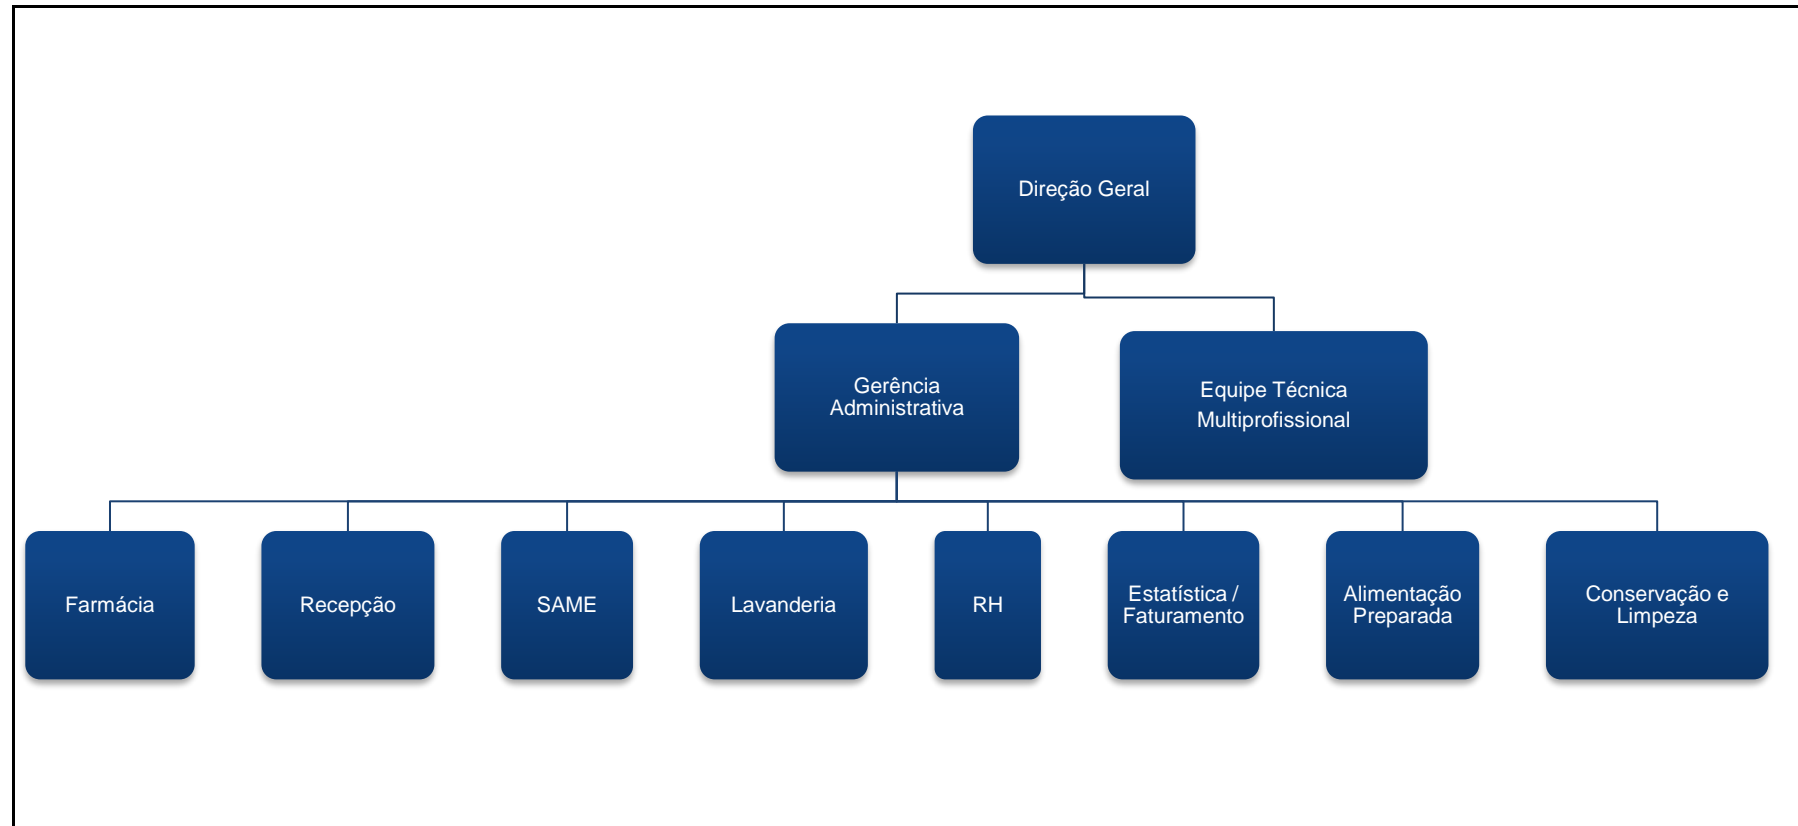 Direção Geral
Gerência
Administrativa
Equipe Técnica
Multiprofissional
Farmácia
Recepção
SAME
Lavanderia
RH
Estatística /
Faturamento
Alimentação
Preparada
Conservação e
Limpeza